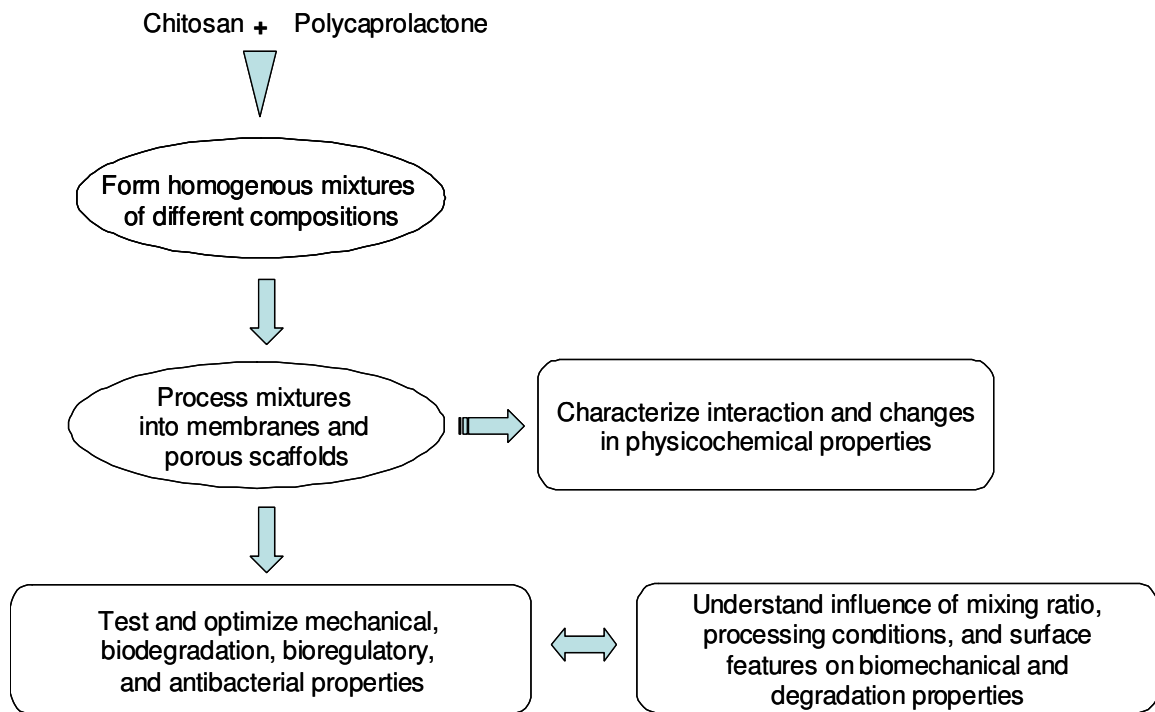 Chitosan + Polycaprolactone
Form homogenous mixtures
of different compositions
Process mixtures
into membranes and
porous scaffolds
Characterize interaction and changes
in physicochemical properties
Test and optimize mechanical,
biodegradation, bioregulatory,
and antibacterial properties
Understand influence of mixing ratio,
processing conditions, and surface
features on biomechanical and
degradation properties